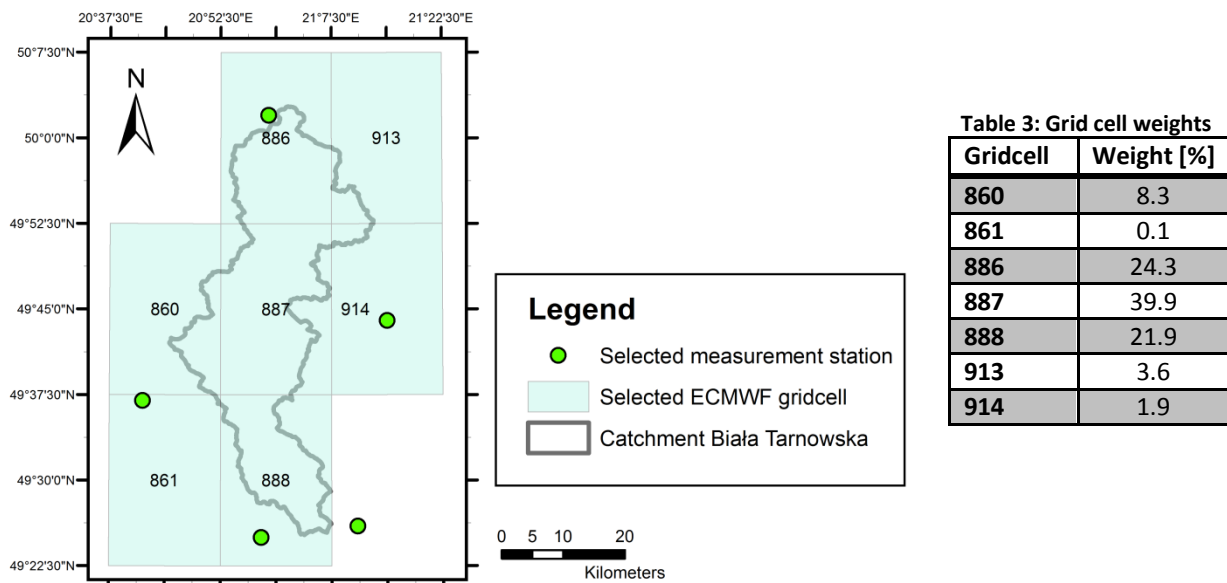 20°37'30"E 20°52'30"E 21°7'30"E 21°22'30"E
50°7'30"N
N
886 913
50°0'0"N
49°52'30"N
860 887 914
49°45'0"N
49°37'30"N
861 888
49°30'0"N
49°22'30"N
Legend
Selected measurement station
Selected ECMWF gridcell
Catchment Biała Tarnowska
0 5 10 20
Kilometers
Table 3: Grid cell weights
Gridcell Weight [%]
860 8.3
861 0.1
886 24.3
887 39.9
888 21.9
913 3.6
914 1.9